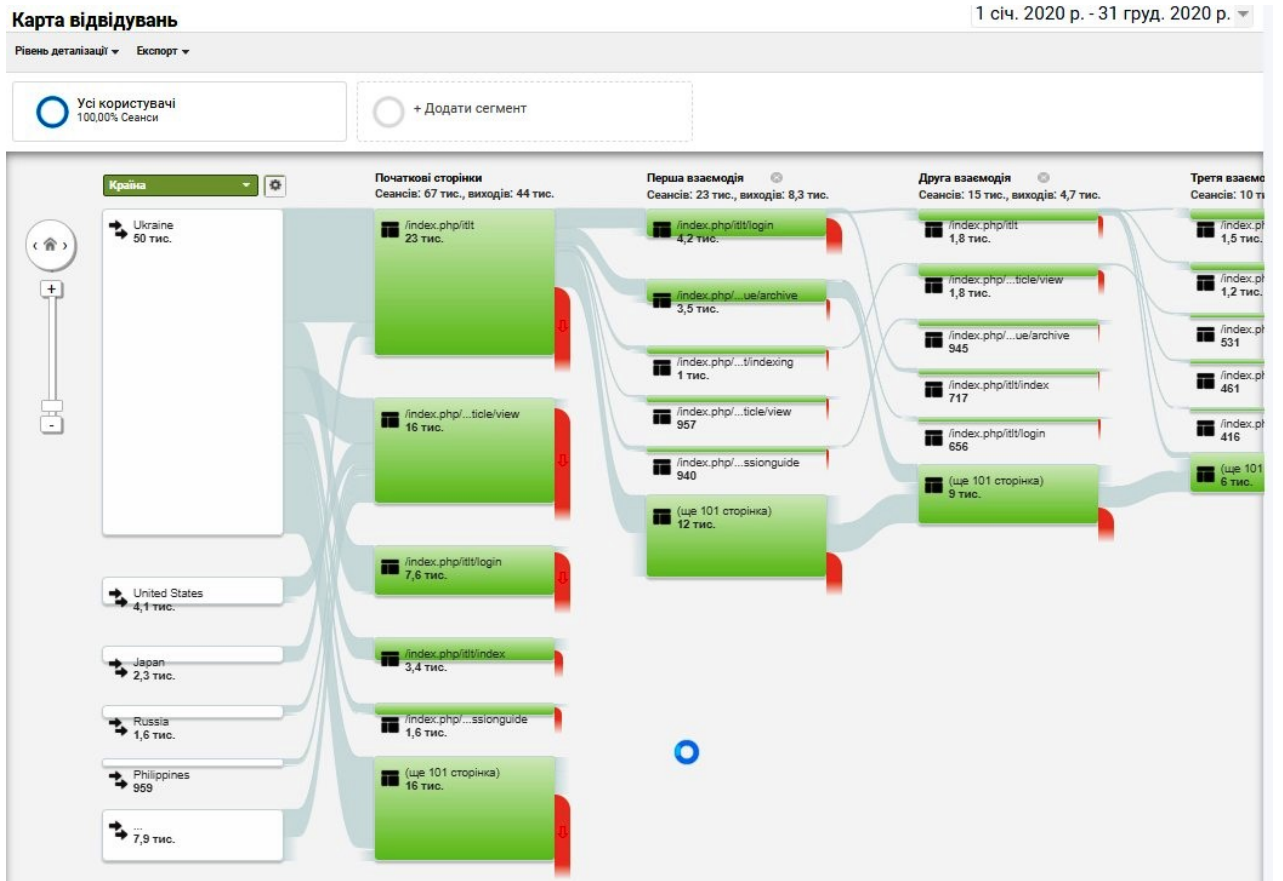 Карта відвідувань
1 січ. 2020 р. - 31 груд. 2020 р.
Рівень деталізації
Експорт
Усі користувачі
100,00% Сеанси
+ Додати сегмент
Країна
Ukraine
50 тис.
United States
4,1 тис.
Japan
2,3 тис.
Russia
1,6 тис.
Philippines
959
...
7,9 тис.
Початкові сторінки
Сеансів: 67 тис., виходів: 44 тис.
/index.php/itlt
23 тис.
/index.php/...ticle/view
16 тис.
/index.php/itlt/login
7,6 тис.
/index.php/itlt/index
3,4 тис.
/index.php/...ssionguide
1,6 тис.
(ще 101 сторінка)
16 тис.
Перша взаємодія
Сеансів: 23 тис., виходів: 8,3 тис.
/index.php/itlt/login
4,2 тис.
/index.php/...ue/archive
3,5 тис.
/index.php/...t/indexing
1 тис.
/index.php/...ticle/view
957
/index.php/...ssionguide
940
(ще 101 сторінка)
12 тис.
Друга взаємодія
Сеансів: 15 тис., виходів: 4,7 тис.
/index.php/itlt
1,8 тис.
/index.php/...ticle/view
1,8 тис.
/index.php/...ue/archive
945
/index.php/itlt/index
717
/index.php/itlt/login
656
(ще 101 сторінка)
9 тис.
Третя взаємо
Сеансів: 10 т
/index.p
1,5 тис.
/index.p
1,2 тис.
/index.p
531
/index.p
461
/index.p
416
(ще 101
6 тис.